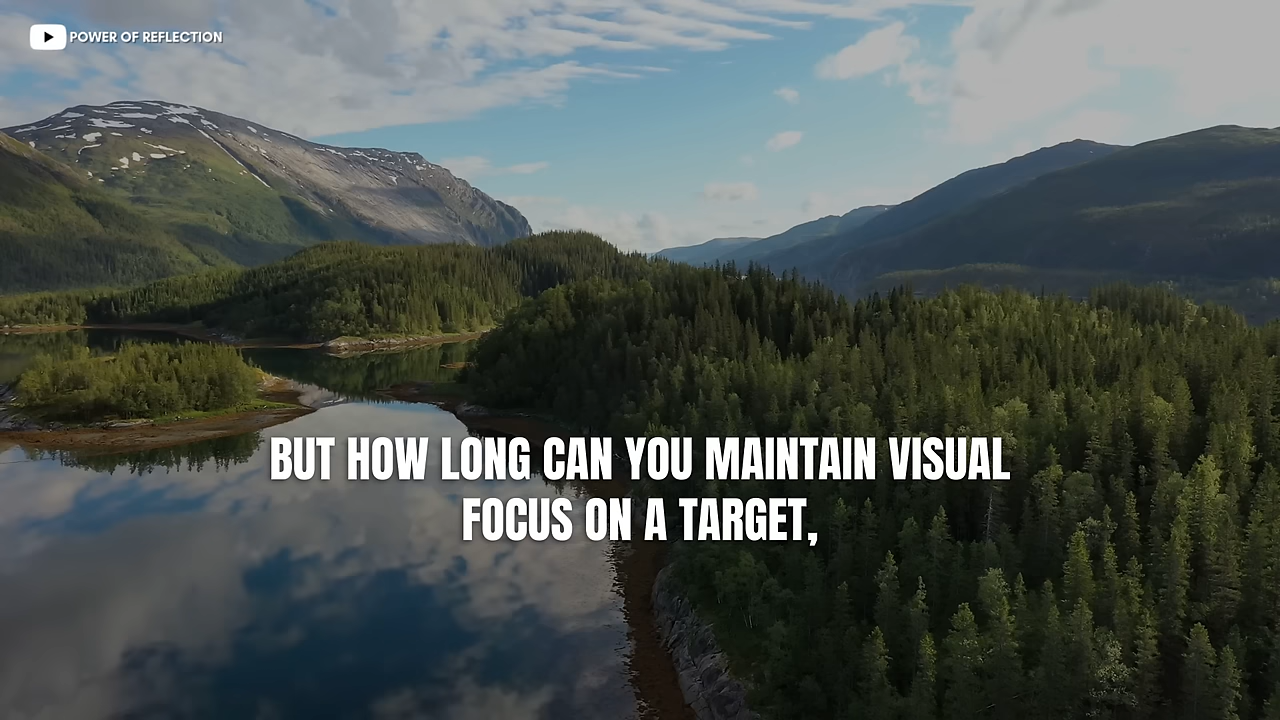 POWER OF REFLECTION
BUT HOW LONG CAN YOU MAINTAIN VISUAL
FOCUS ON A TARGET,